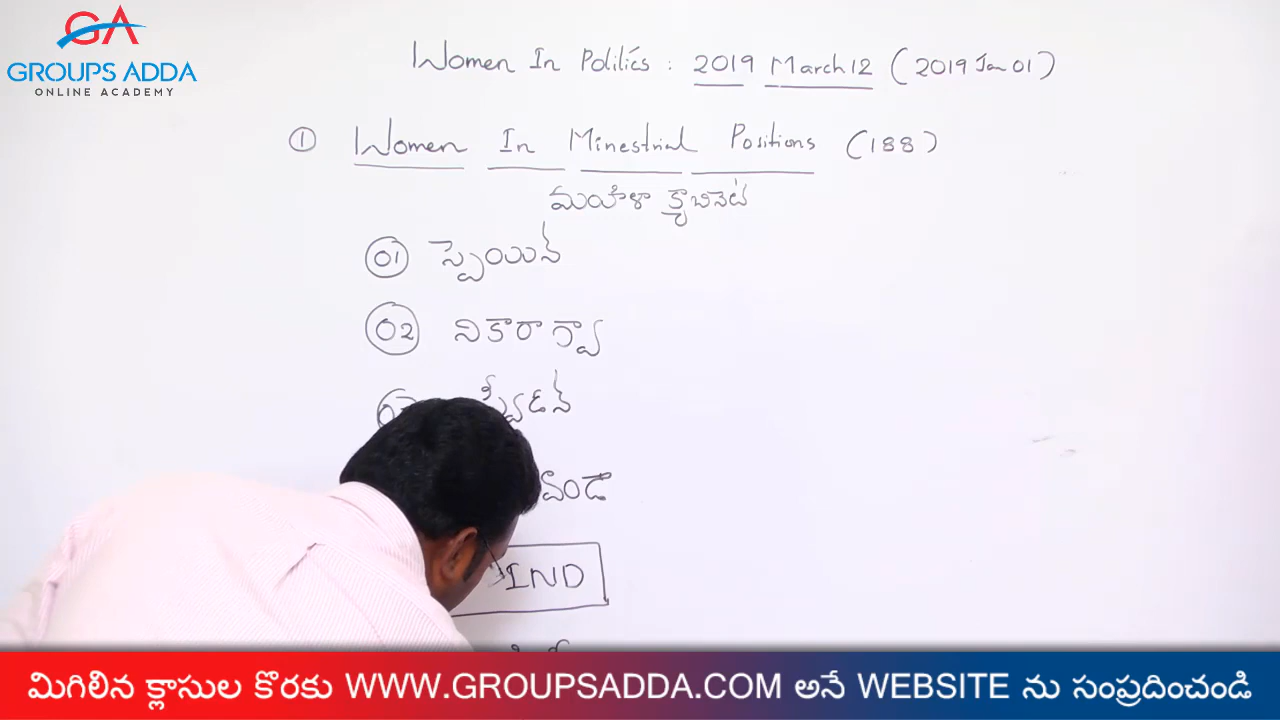 GA
GROUPS ADDA
ONLINE ACADEMY
Women In Politics : 2019 March 12 ( 2019 Jan 01 )
① Women In Minestrial Positions (188)
మహిళా క్యాబినెట్
01 స్పెయిన్
02 నికారాగ్వా
స్వీడన్
IND
మిగిలిన క్లాసుల కొరకు WWW.GROUPSADDA.COM అనే WEBSITE ను సంప్రదించండి